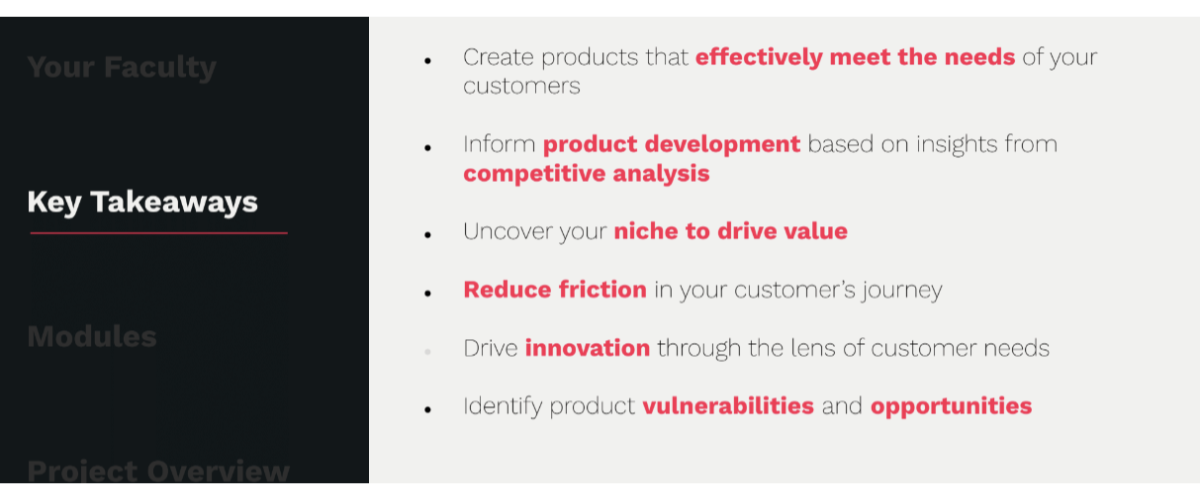 Your Faculty
Key Takeaways
Modules
Project Overview
Create products that effectively meet the needs of your
customers
Inform product development based on insights from
competitive analysis
Uncover your niche to drive value
Reduce friction in your customer’s journey
Drive innovation through the lens of customer needs
Identify product vulnerabilities and opportunities